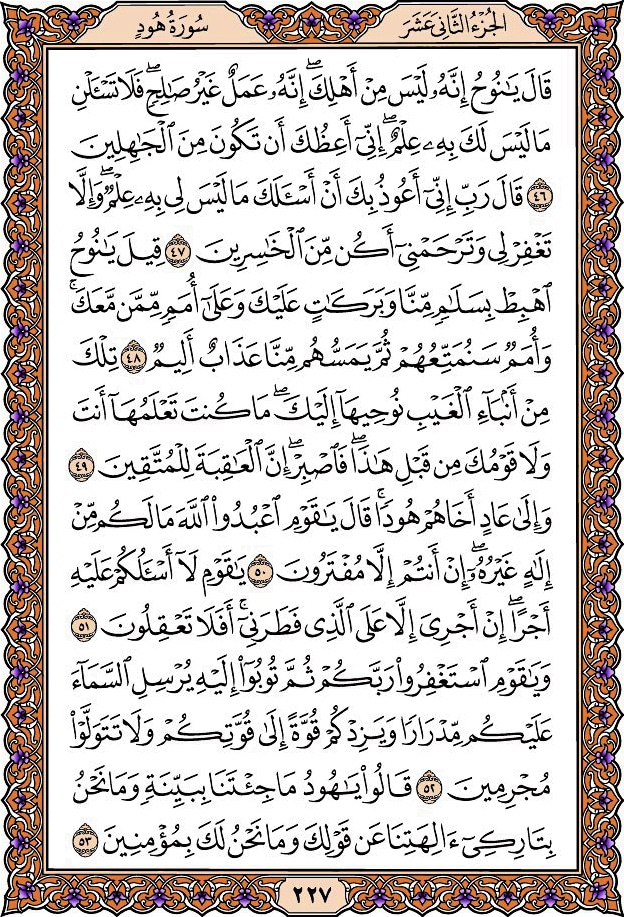 الجُزْءُ الثَّانِي عَشَرَ
سُورَةُ هُودٍ
قَالَ يَٰنُوحُ إِنَّهُۥ لَيۡسَ مِنۡ أَهۡلِكَۖ إِنَّهُۥ عَمَلٌ غَيۡرُ صَٰلِحٖۖ فَلَا تَسۡـَٔلۡنِ
مَا لَيۡسَ لَكَ بِهِۦ عِلۡمٌۖ إِنِّيٓ أَعِظُكَ أَن تَكُونَ مِنَ ٱلۡجَٰهِلِينَ
٤٦ قَالَ رَبِّ إِنِّيٓ أَعُوذُ بِكَ أَنۡ أَسۡـَٔلَكَ مَا لَيۡسَ لِي بِهِۦ عِلۡمٞۖ وَإِلَّا
تَغۡفِرۡ لِي وَتَرۡحَمۡنِيٓ أَكُن مِّنَ ٱلۡخَٰسِرِينَ ٤٧ قِيلَ يَٰنُوحُ
ٱهۡبِطۡ بِسَلَٰمٖ مِّنَّا وَبَرَكَٰتٍ عَلَيۡكَ وَعَلَىٰٓ أُمَمٖ مِّمَّن مَّعَكَۚ
وَأُمَمٞ سَنُمَتِّعُهُمۡ ثُمَّ يَمَسُّهُم مِّنَّا عَذَابٌ أَلِيمٞ ٤٨ تِلۡكَ
مِنۡ أَنۢبَآءِ ٱلۡغَيۡبِ نُوحِيهَآ إِلَيۡكَۖ مَا كُنتَ تَعۡلَمُهَآ أَنتَ
وَلَا قَوۡمُكَ مِن قَبۡلِ هَٰذَاۖ فَٱصۡبِرۡۖ إِنَّ ٱلۡعَٰقِبَةَ لِلۡمُتَّقِينَ ٤٩
وَإِلَىٰ عَادٍ أَخَاهُمۡ هُودٗاۚ قَالَ يَٰقَوۡمِ ٱعۡبُدُواْ ٱللَّهَ مَا لَكُم مِّنۡ
إِلَٰهٍ غَيۡرُهُۥٓۖ إِنۡ أَنتُمۡ إِلَّا مُفۡتَرُونَ ٥٠ يَٰقَوۡمِ لَآ أَسۡـَٔلُكُمۡ عَلَيۡهِ
أَجۡرًاۖ إِنۡ أَجۡرِيَ إِلَّا عَلَى ٱلَّذِي فَطَرَنِيٓۚ أَفَلَا تَعۡقِلُونَ ٥١
وَيَٰقَوۡمِ ٱسۡتَغۡفِرُواْ رَبَّكُمۡ ثُمَّ تُوبُوٓاْ إِلَيۡهِ يُرۡسِلِ ٱلسَّمَآءَ
عَلَيۡكُم مِّدۡرَارٗا وَيَزِدۡكُمۡ قُوَّةً إِلَىٰ قُوَّتِكُمۡ وَلَا تَتَوَلَّوۡاْ
مُجۡرِمِينَ ٥٢ قَالُواْ يَٰهُودُ مَا جِئۡتَنَا بِبَيِّنَةٖ وَمَا نَحۡنُ
بِتَارِكِيٓ ءَالِهَتِنَا عَن قَوۡلِكَ وَمَا نَحۡنُ لَكَ بِمُؤۡمِنِينَ ٥٣
٢٢٧